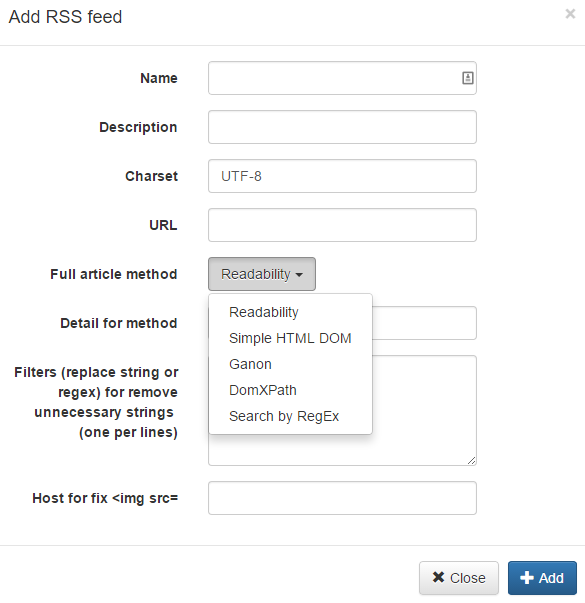 Add RSS feed
×
Name
Description
Charset
UTF-8
URL
Full article method
Readability
Detail for method
Readability
Simple HTML DOM
Ganon
DomXPath
Search by RegEx
Filters (replace string or
regex) for remove
unnecessary strings
(one per lines)
Host for fix <img src=
Close
Add